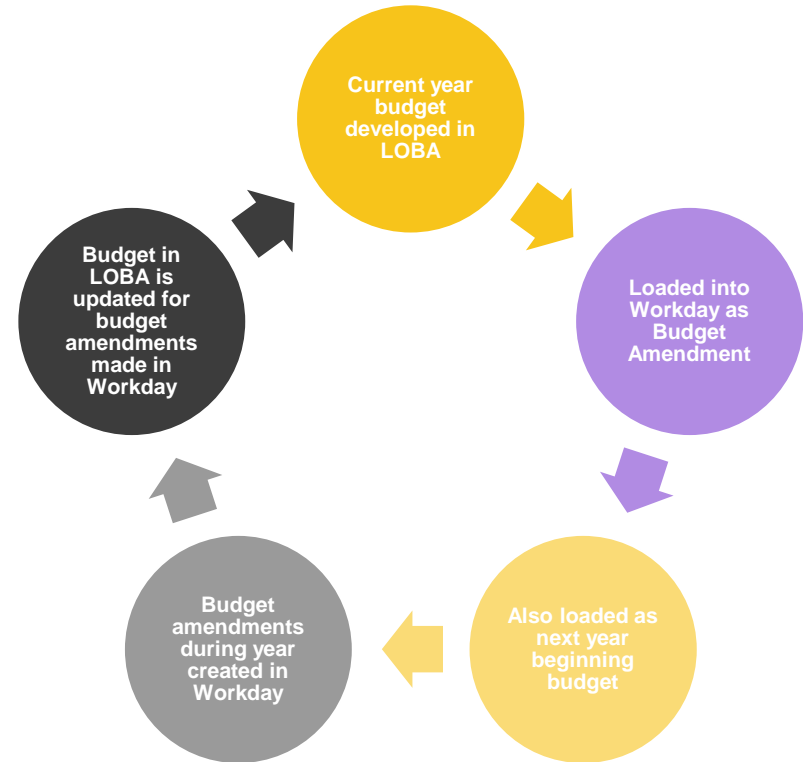 Current year
budget
developed in
LOBA
Loaded into
Workday as
Budget
Amendment
Also loaded as
next year
beginning
budget
Budget
amendments
during year
created in
Workday
Budget in
LOBA is
updated for
budget
amendments
made in
Workday